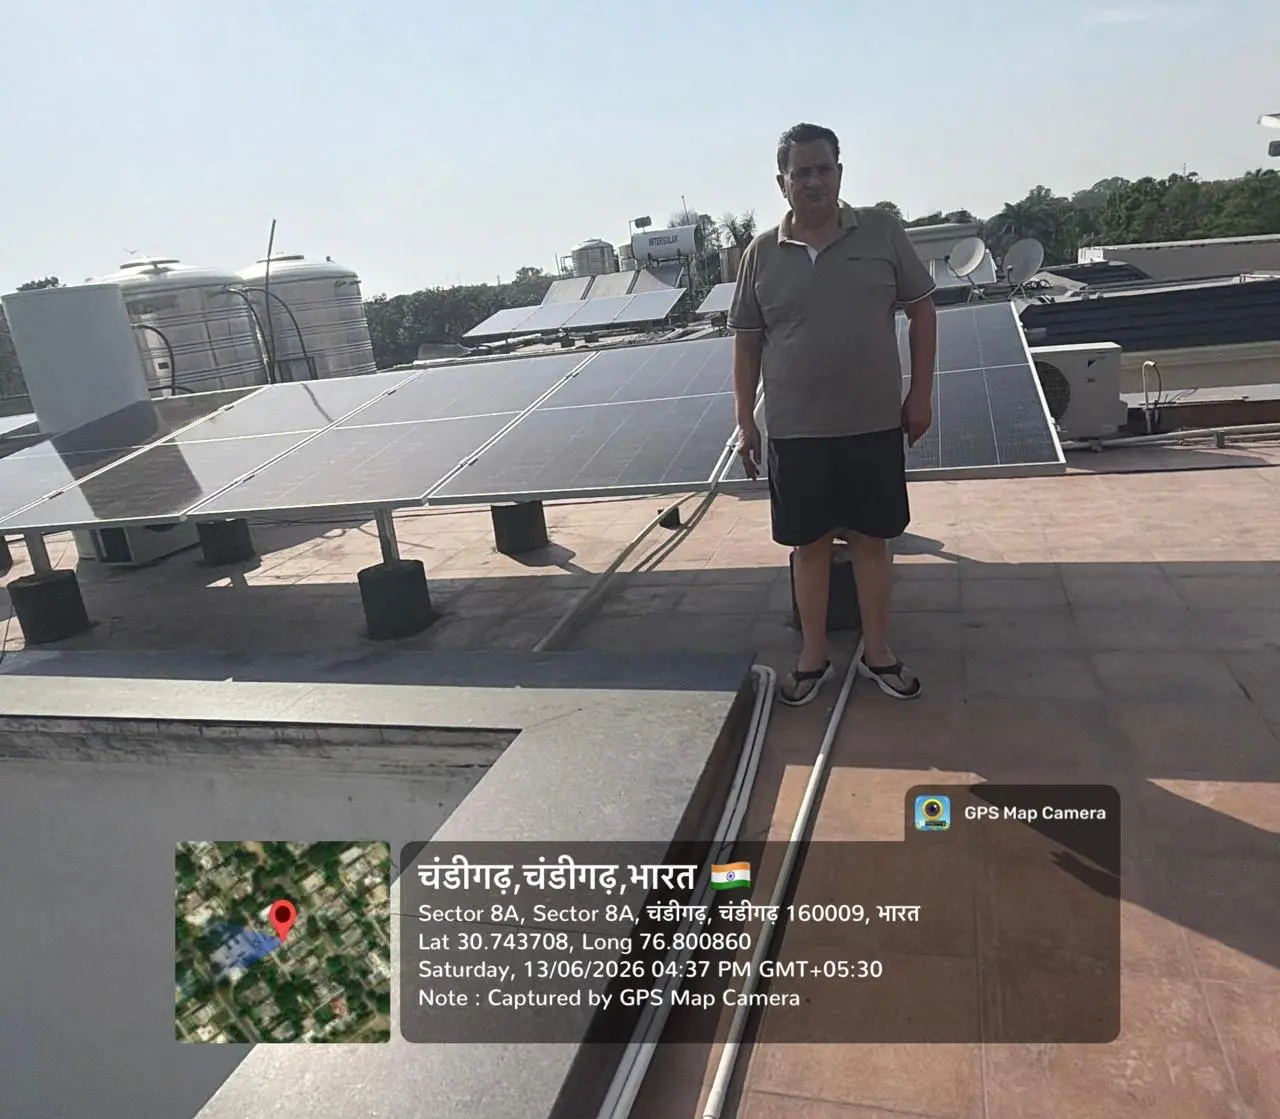 INTERSOLAR
GPS Map Camera
चंडीगढ़,चंडीगढ़,भारत
Sector 8A, Sector 8A, चंडीगढ़, चंडीगढ़ 160009, भारत
Lat 30.743708, Long 76.800860
Saturday, 13/06/2026 04:37 PM GMT+05:30
Note : Captured by GPS Map Camera